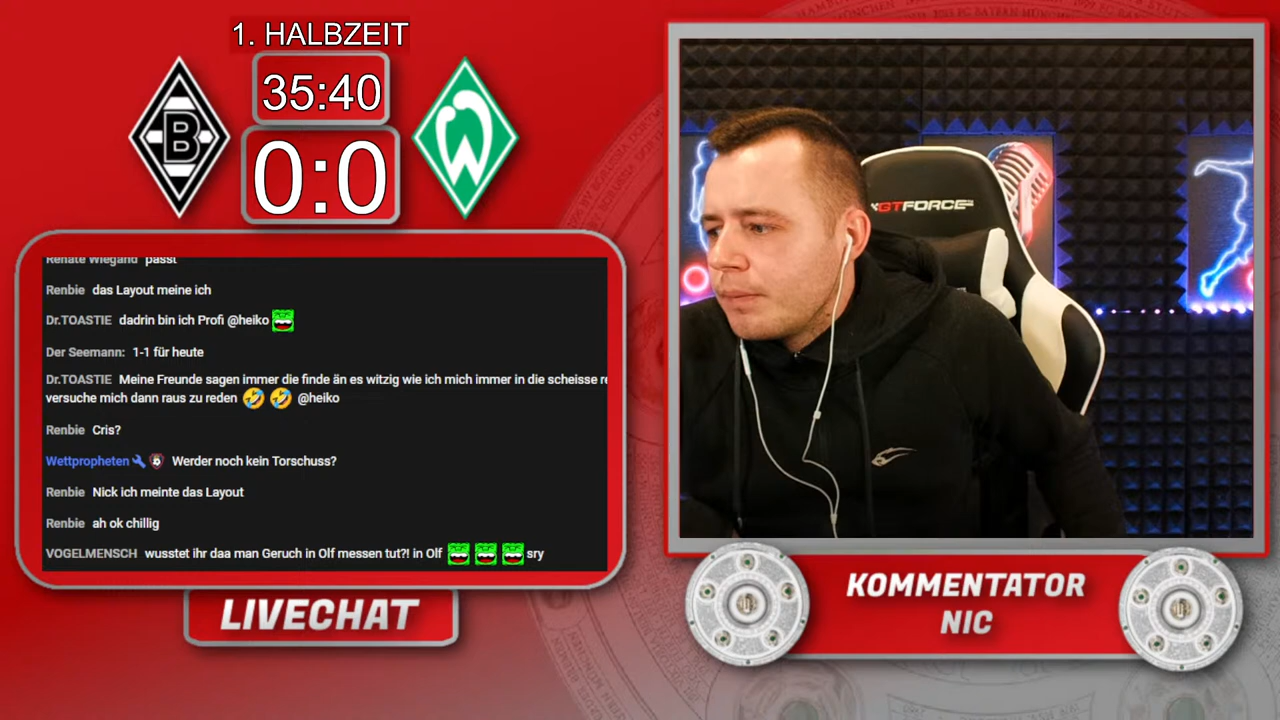 1. HALBZEIT
35:40
0:0
B
W
Renate Wiegand passt
Renbie das Layout meine ich
Dr.TOASTIE dadrin bin ich Profi @heiko
Der Seemann: 1-1 für heute
Dr.TOASTIE Meine Freunde sagen immer die finde än es witzig wie ich mich immer in die scheisse re
versuche mich dann raus zu reden @heiko
Renbie Cris?
Wettpropheten Werder noch kein Torschuss?
Renbie Nick ich meinte das Layout
Renbie ah ok chillig
VOGELMENSCH wusstet ihr daa man Geruch in Olf messen tut?! in Olf sry
LIVECHAT
GTFORCE
KOMMENTATOR
NIC